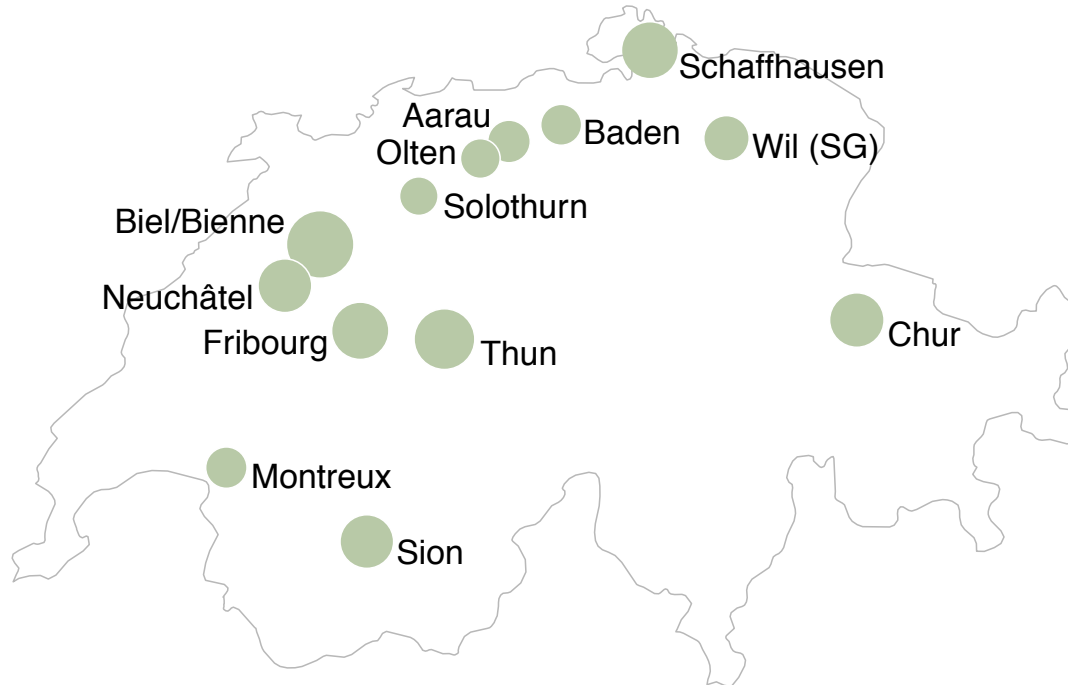 Schaffhausen
Aarau
Baden
Olten
Wil (SG)
Solothurn
Biel/Bienne
Neuchâtel
Fribourg
Thun
Chur
Montreux
Sion